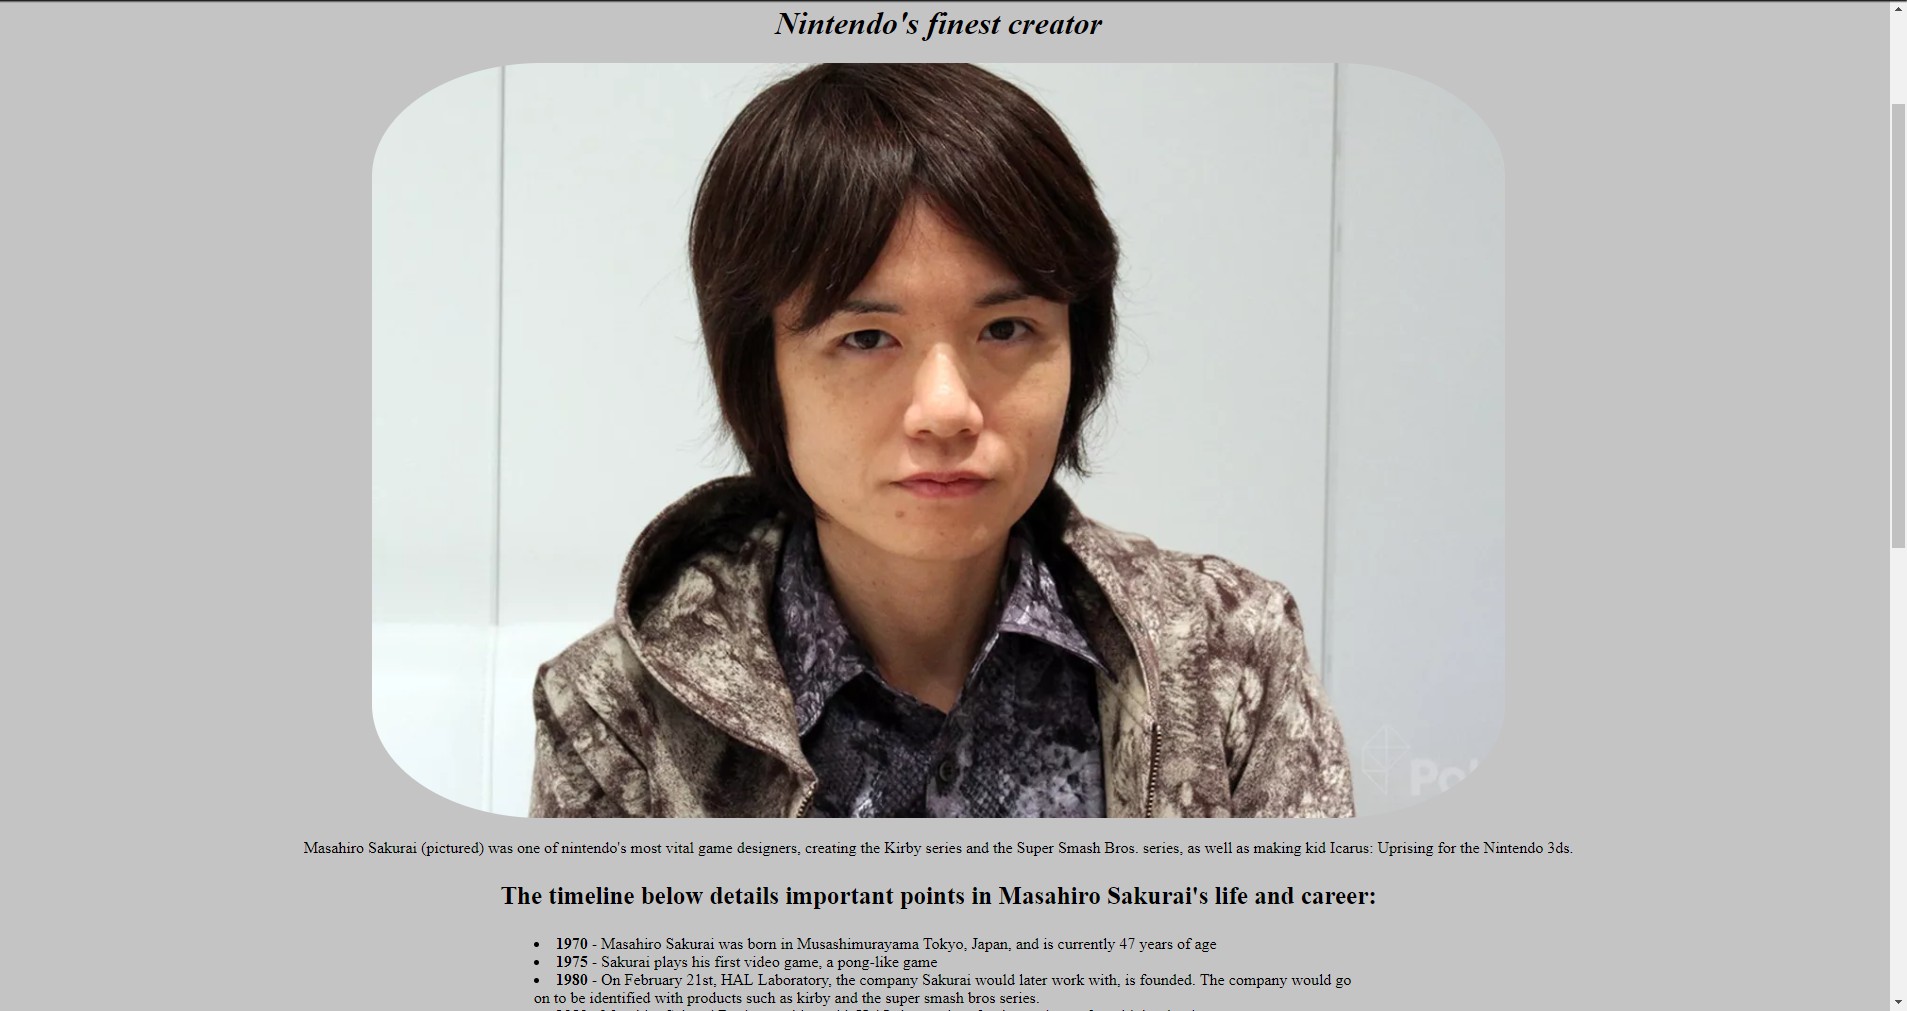 Nintendo's finest creator
Masahiro Sakurai (pictured) was one of nintendo's most vital game designers, creating the Kirby series and the Super Smash Bros. series, as well as making kid Icarus: Uprising for the Nintendo 3ds.
The timeline below details important points in Masahiro Sakurai's life and career:
• 1970 - Masahiro Sakurai was born in Musashimurayama Tokyo, Japan, and is currently 47 years of age
• 1975 - Sakurai plays his first video game, a pong-like game
• 1980 - On February 21st, HAL Laboratory, the company Sakurai would later work with, is founded. The company would go
on to be identified with products such as kirby and the super smash bros series.